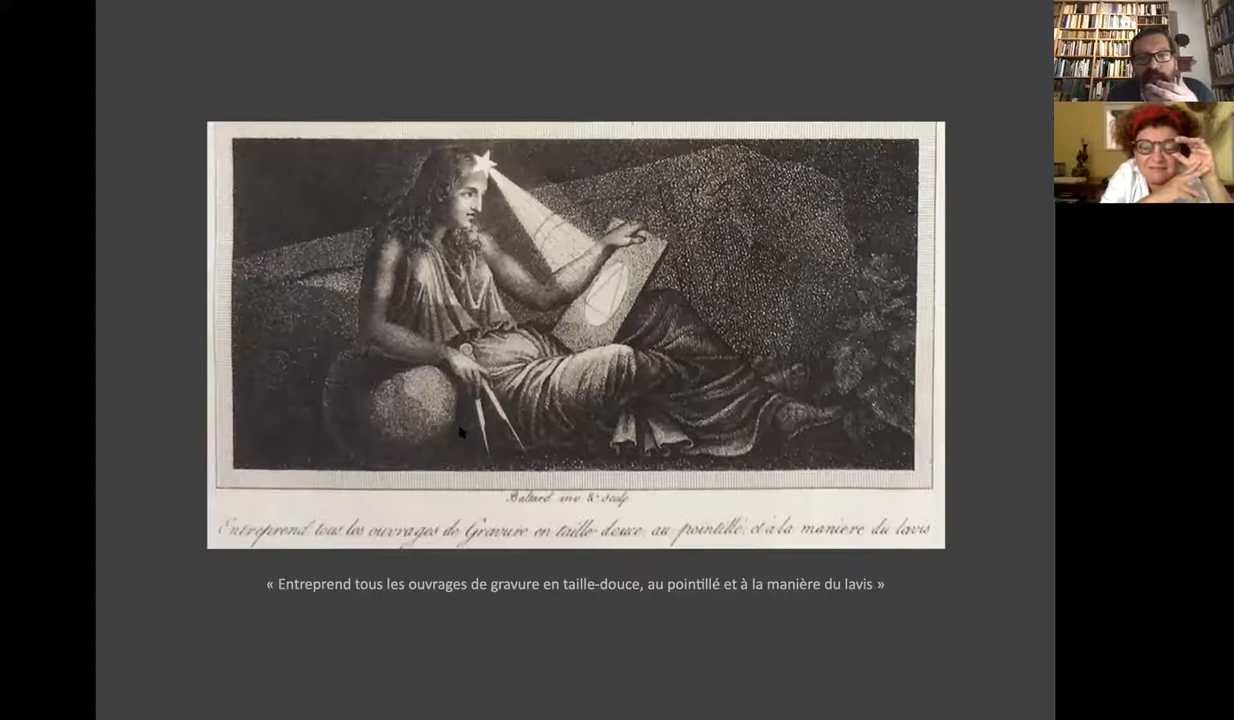 Baltard inv et sculp
Entreprend tous les ouvrages de Gravure en taille douce, au pointillé, et à la maniere du lavis
« Entreprend tous les ouvrages de gravure en taille-douce, au pointillé et à la manière du lavis »